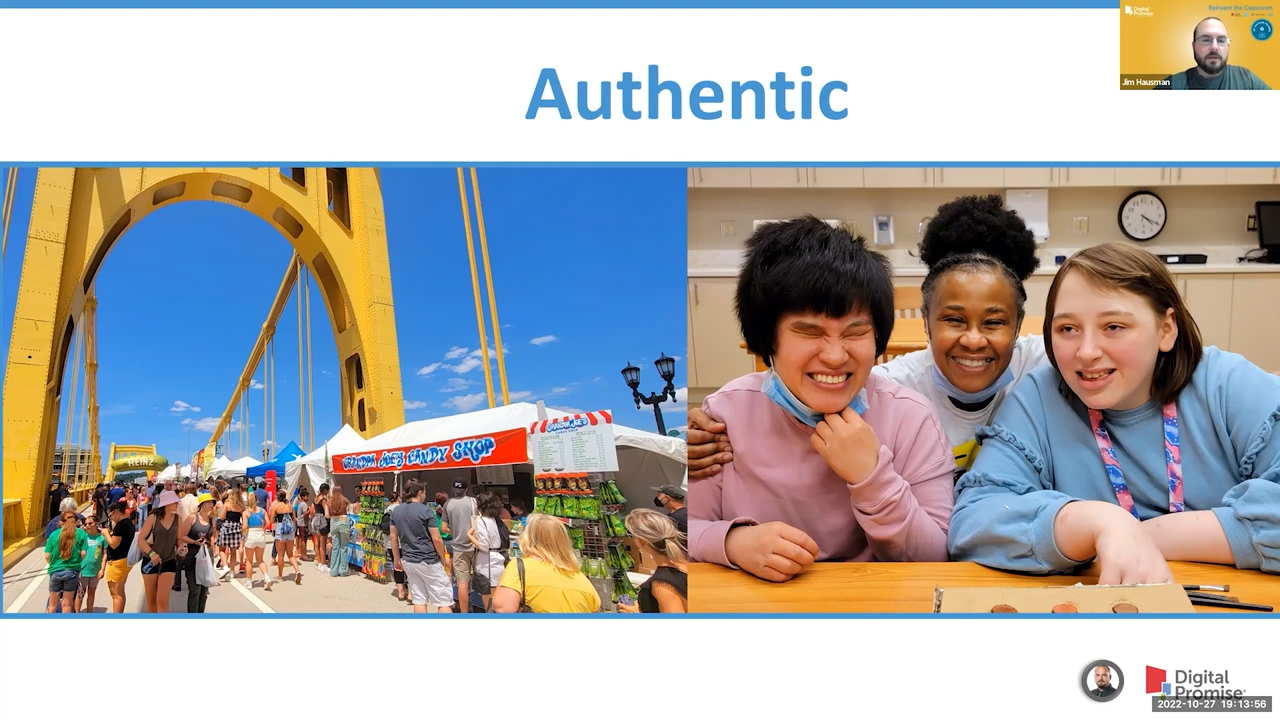 Authentic
Digital
Promise
Reinvent the Classroom
Jim Hausman
HEINZ
GRANDPA JOE'S CANDY SHOP
Digital
Promise
2022-10-27 19:13:56